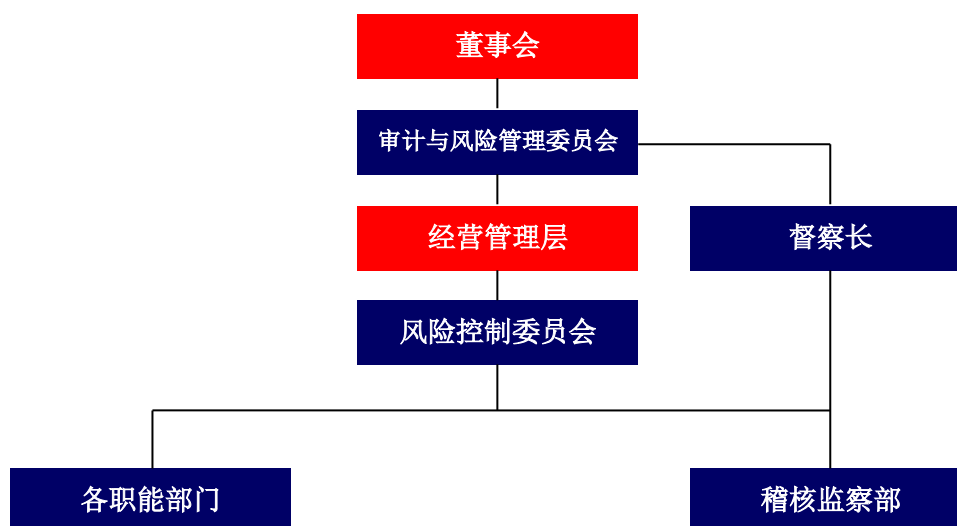 董事会
审计与风险管理委员会
经营管理层
督察长
风险控制委员会
各职能部门
稽核监察部